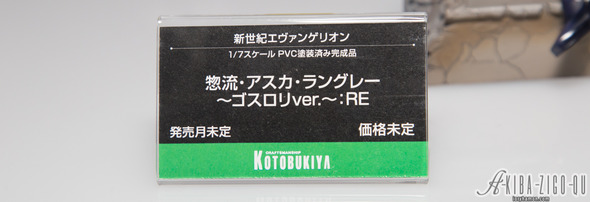 新世紀エヴァンゲリオン
1/7スケール PVC塗装済み完成品
惣流・アスカ・ラングレー
~ゴスロリver.~:RE
発売月未定 価格未定
CRAFTSMANSHIP
KOTOBUKIYA
A-KIBA-ZIGO-QU